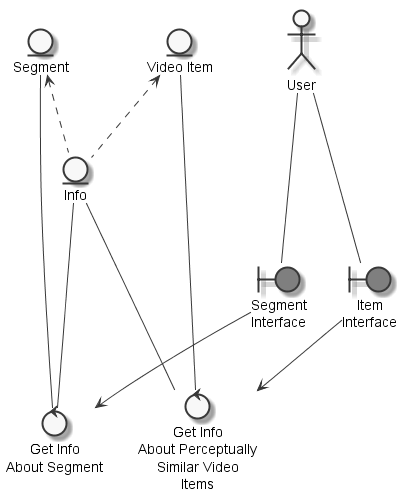 Segment
Video Item
User
Info
Segment
Interface
Item
Interface
Get Info
About Segment
Get Info
About Perceptually
Similar Video
Items